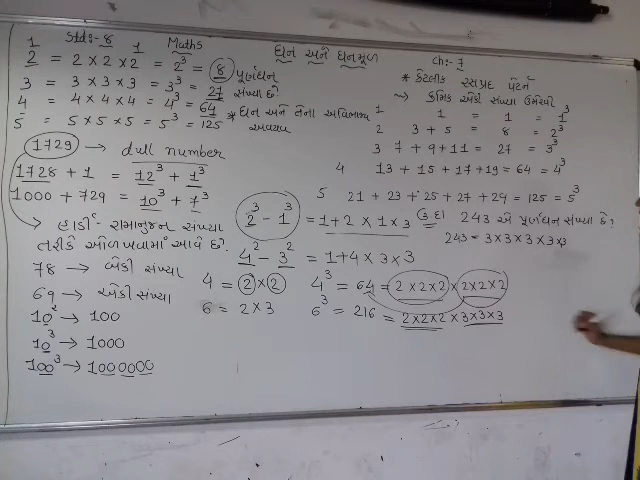 Std:- 8 Maths ઘન અને ઘનમૂળ Ch:- 7
2¹ = 2 × 2 × 2¹ = 2³ = 8 પૂર્ણઘન
3 = 3 × 3 × 3 = 3³ = 27 સંખ્યા છે
4 = 4 × 4 × 4 = 4³ = 64
5 = 5 × 5 × 5 = 5³ = 125
* ઘન અને તેના અવિભાજ્ય
અવયવ
* કેટલીક રસપ્રદ પેટર્ન
→ ક્રમિક એકી સંખ્યા ઉમેરવી
1 1 = 1 = 1³
2 3 + 5 = 8 = 2³
3 7 + 9 + 11 = 27 = 3³
4 13 + 15 + 17 + 19 = 64 = 4³
5 21 + 23 + 25 + 27 + 29 = 125 = 5³
1729 → dull number
1728 + 1 = 12³ + 1³
1000 + 729 = 10³ + 9³
→ હાર્ડી - રામાનુજન સંખ્યા
તરીકે ઓળખવામાં આવે છે.
78 → બેકી સંખ્યા
69 → એકી સંખ્યા
10² → 100
10³ → 1000
100³ → 1000000
2³ - 1³ = 1 + 2 × 1 × 3
4² - 3² = 1 + 4 × 3 × 3
4 = 2 × 2 4³ = 64 = 2 × 2 × 2 × 2 × 2 × 2
6 = 2 × 3 6³ = 216 = 2 × 2 × 2 × 3 × 3 × 3
ઉદા 243 એ પૂર્ણઘન સંખ્યા છે?
243 = 3 × 3 × 3 × 3 × 3